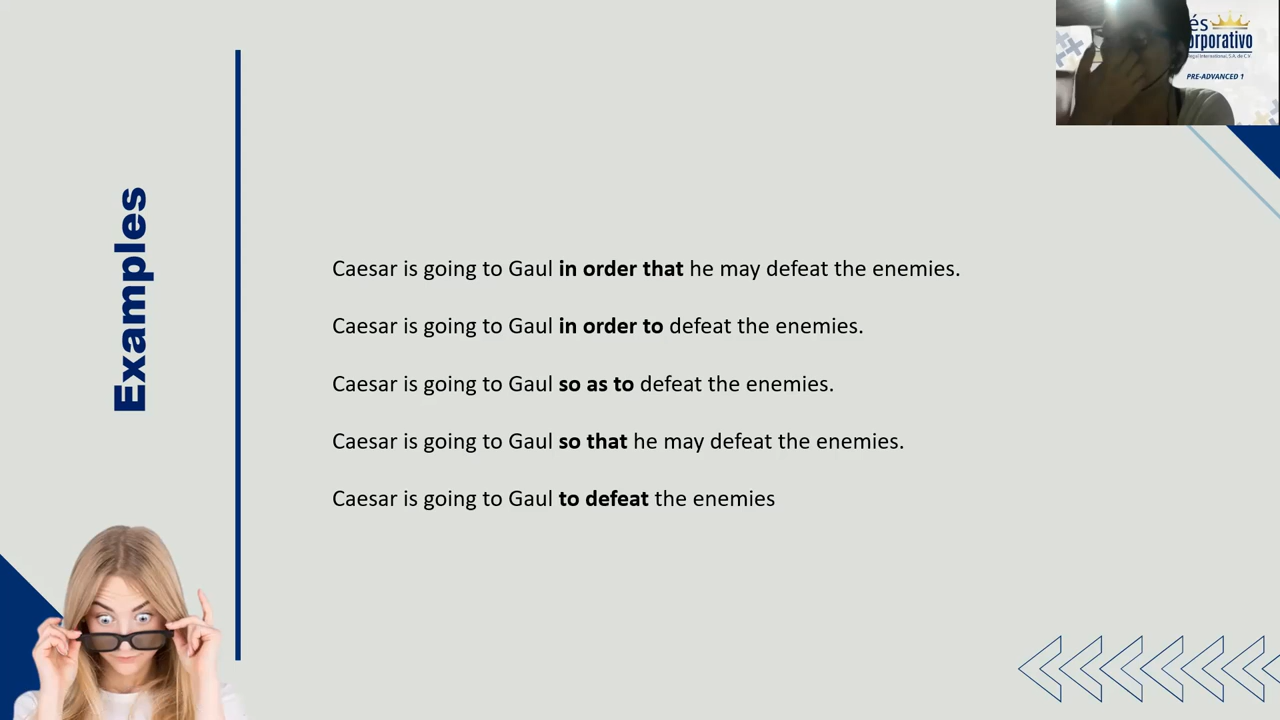 Examples
Caesar is going to Gaul in order that he may defeat the enemies.
Caesar is going to Gaul in order to defeat the enemies.
Caesar is going to Gaul so as to defeat the enemies.
Caesar is going to Gaul so that he may defeat the enemies.
Caesar is going to Gaul to defeat the enemies
és
orporativo
PRE-ADVANCED 1